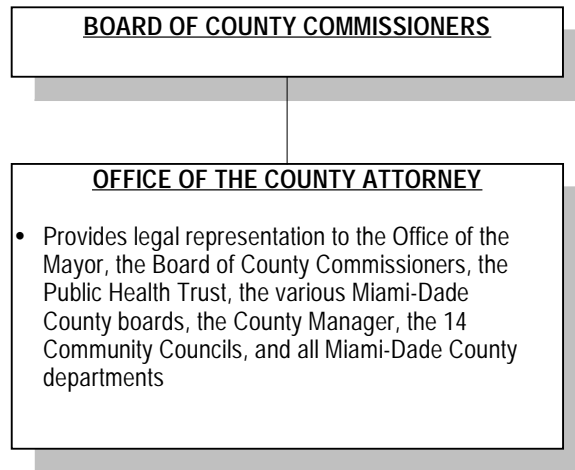 BOARD OF COUNTY COMMISSIONERS
OFFICE OF THE COUNTY ATTORNEY
• Provides legal representation to the Office of the
Mayor, the Board of County Commissioners, the
Public Health Trust, the various Miami-Dade
County boards, the County Manager, the 14
Community Councils, and all Miami-Dade County
departments